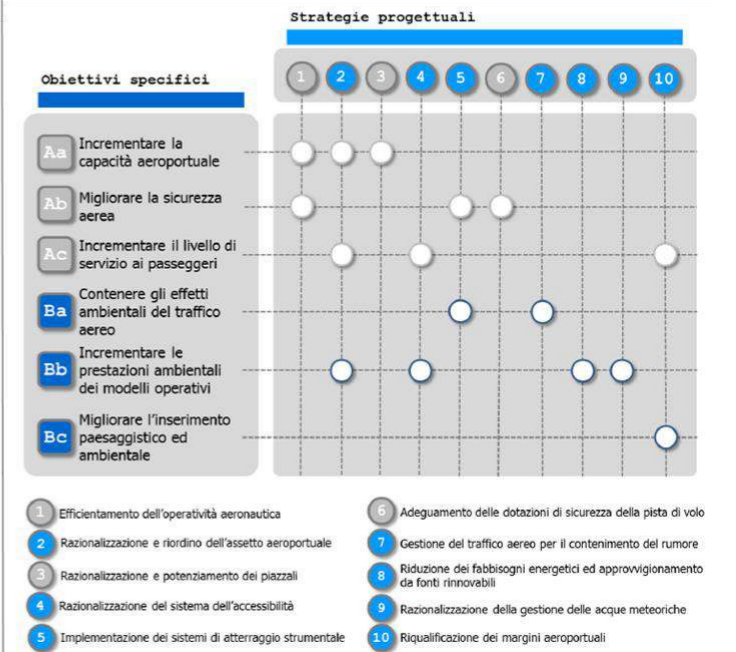 Strategie progettuali
Obiettivi specifici
1 2 3 4 5 6 7 8 9 10
Aa Incrementare la
capacità aeroportuale
Ab Migliorare la sicurezza
aerea
Ac Incrementare il livello di
servizio ai passeggeri
Ba Contenere gli effetti
ambientali del traffico
aereo
Bb Incrementare le
prestazioni ambientali
dei modelli operativi
Bc Migliorare l'inserimento
paesaggistico ed
ambientale
1 Efficientamento dell'operatività aeronautica
2 Razionalizzazione e riordino dell'assetto aeroportuale
3 Razionalizzazione e potenziamento dei piazzali
4 Razionalizzazione del sistema dell'accessibilità
5 Implementazione dei sistemi di atterraggio strumentale
6 Adeguamento delle dotazioni di sicurezza della pista di volo
7 Gestione del traffico aereo per il contenimento del rumore
8 Riduzione dei fabbisogni energetici ed approvvigionamento
da fonti rinnovabili
9 Razionalizzazione della gestione delle acque meteoriche
10 Riqualificazione dei margini aeroportuali